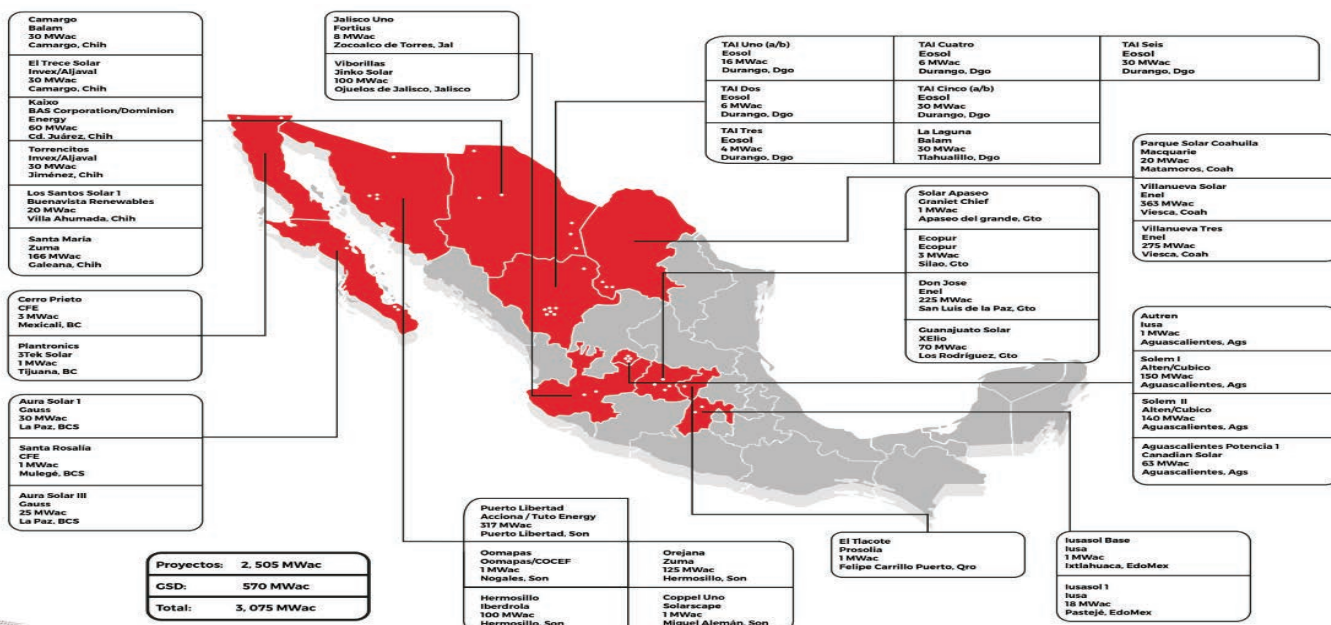 Camargo
Balam
30 MWac
Camargo, Chih
El Trece Solar
Invex/Aljaval
30 MWac
Camargo, Chih
Kaixo
BAS Corporation/Dominion
Energy
60 MWac
Cd. Juárez, Chih
Torrencitos
Invex/Aljaval
30 MWac
Jiménez, Chih
Los Santos Solar 1
Buenavista Renewables
20 MWac
Villa Ahumada, Chih
Santa María
Zuma
166 MWac
Galeana, Chih
Cerro Prieto
CFE
3 MWac
Mexicali, BC
Plantronics
3Tek Solar
1 MWac
Tijuana, BC
Aura Solar 1
Gauss
30 MWac
La Paz, BCS
Santa Rosalía
CFE
1 MWac
Mulegé, BCS
Aura Solar III
Gauss
25 MWac
La Paz, BCS
Jalisco Uno
Fortius
8 MWac
Zocoalco de Torres, Jal
Viborillas
Jinko Solar
100 MWac
Ojuelos de Jalisco, Jalisco
TAI Uno (a/b)
Eosol
16 MWac
Durango, Dgo
TAI Cuatro
Eosol
6 MWac
Durango, Dgo
TAI Seis
Eosol
30 MWac
Durango, Dgo
TAI Dos
Eosol
6 MWac
Durango, Dgo
TAI Cinco (a/b)
Eosol
30 MWac
Durango, Dgo
TAI Tres
Eosol
4 MWac
Durango, Dgo
La Laguna
Balam
30 MWac
Tlahualillo, Dgo
Parque Solar Coahuila
Macquarie
20 MWac
Matamoros, Coah
Villanueva Solar
Enel
363 MWac
Viesca, Coah
Villanueva Tres
Enel
275 MWac
Viesca, Coah
Solar Apaseo
Graniet Chief
1 MWac
Apaseo del grande, Gto
Ecopur
Ecopur
3 MWac
Silao, Gto
Don Jose
Enel
225 MWac
San Luis de la Paz, Gto
Guanajuato Solar
XElio
70 MWac
Los Rodríguez, Gto
Autren
Iusa
1 MWac
Aguascalientes, Ags
Solem I
Alten/Cubico
150 MWac
Aguascalientes, Ags
Solem II
Alten/Cubico
140 MWac
Aguascalientes, Ags
Aguascalientes Potencia 1
Canadian Solar
63 MWac
Aguascalientes, Ags
Puerto Libertad
Acciona / Tuto Energy
317 MWac
Puerto Libertad, Son
Oomapas
Oomapas/COCEF
1 MWac
Nogales, Son
Orejana
Zuma
125 MWac
Hermosillo, Son
Hermosillo
Iberdrola
100 MWac
Hermosillo, Son
Coppel Uno
Solarscape
1 MWac
Miguel Alemán, Son
El Tlacote
Prosolia
1 MWac
Felipe Carrillo Puerto, Qro
Iusasol Base
Iusa
1 MWac
Ixtlahuaca, EdoMex
Iusasol 1
Iusa
18 MWac
Pastejé, EdoMex
Proyectos: 2, 505 MWac
GSD: 570 MWac
Total: 3, 075 MWac